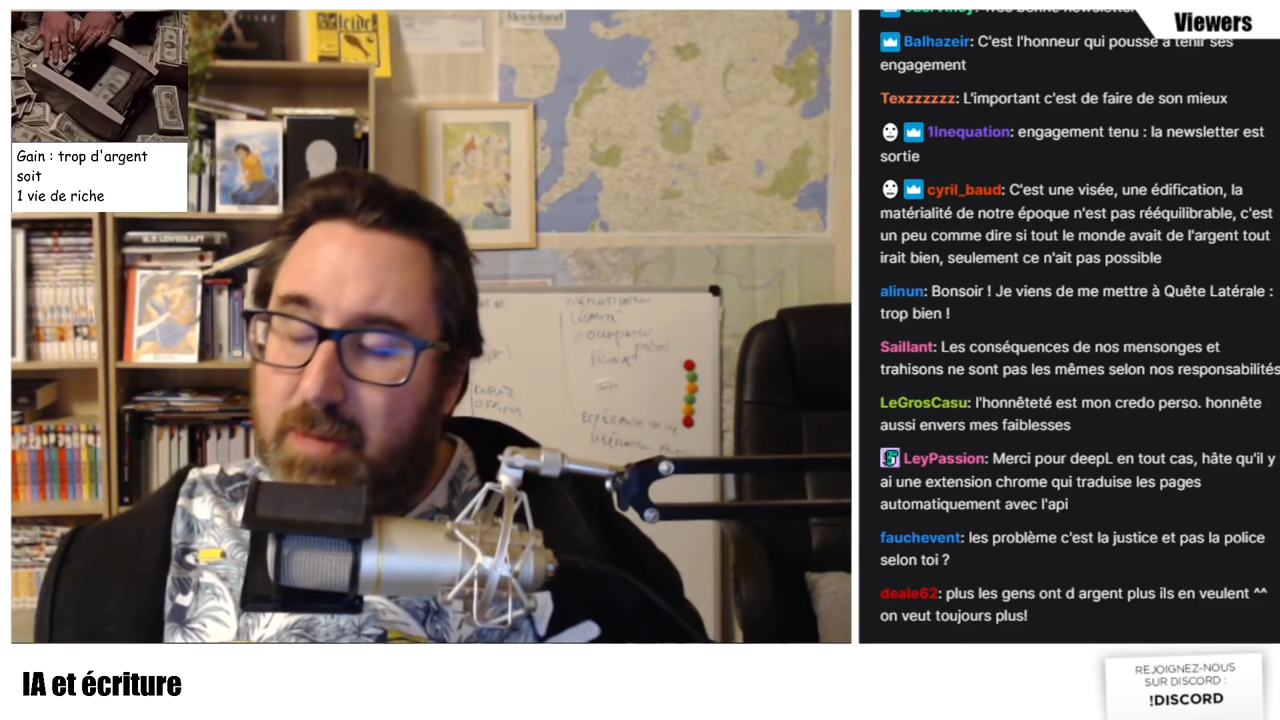 Gain : trop d'argent
soit
1 vie de riche
Viewers
Balhazeir: C'est l'honneur qui pousse a tenir ses
engagement
Texzzzzzz: L'important c'est de faire de son mieux
1Inequation: engagement tenu : la newsletter est
sortie
cyril_baud: C'est une visée, une édification, la
matérialité de notre époque n'est pas rééquilibrable, c'est
un peu comme dire si tout le monde avait de l'argent tout
irait bien, seulement ce n'ait pas possible
alinun: Bonsoir ! Je viens de me mettre à Quête Latérale :
trop bien !
Saillant: Les conséquences de nos mensonges et
trahisons ne sont pas les mêmes selon nos responsabilités
LeGrosCasu: l'honnêteté est mon credo perso. honnête
aussi envers mes faiblesses
LeyPassion: Merci pour deepL en tout cas, hâte qu'il y
ai une extension chrome qui traduise les pages
automatiquement avec l'api
fauchevent: les problème c'est la justice et pas la police
selon toi ?
deale62: plus les gens ont d argent plus ils en veulent ^^
on veut toujours plus!
IA et écriture
REJOIGNEZ-NOUS
SUR DISCORD :
!DISCORD